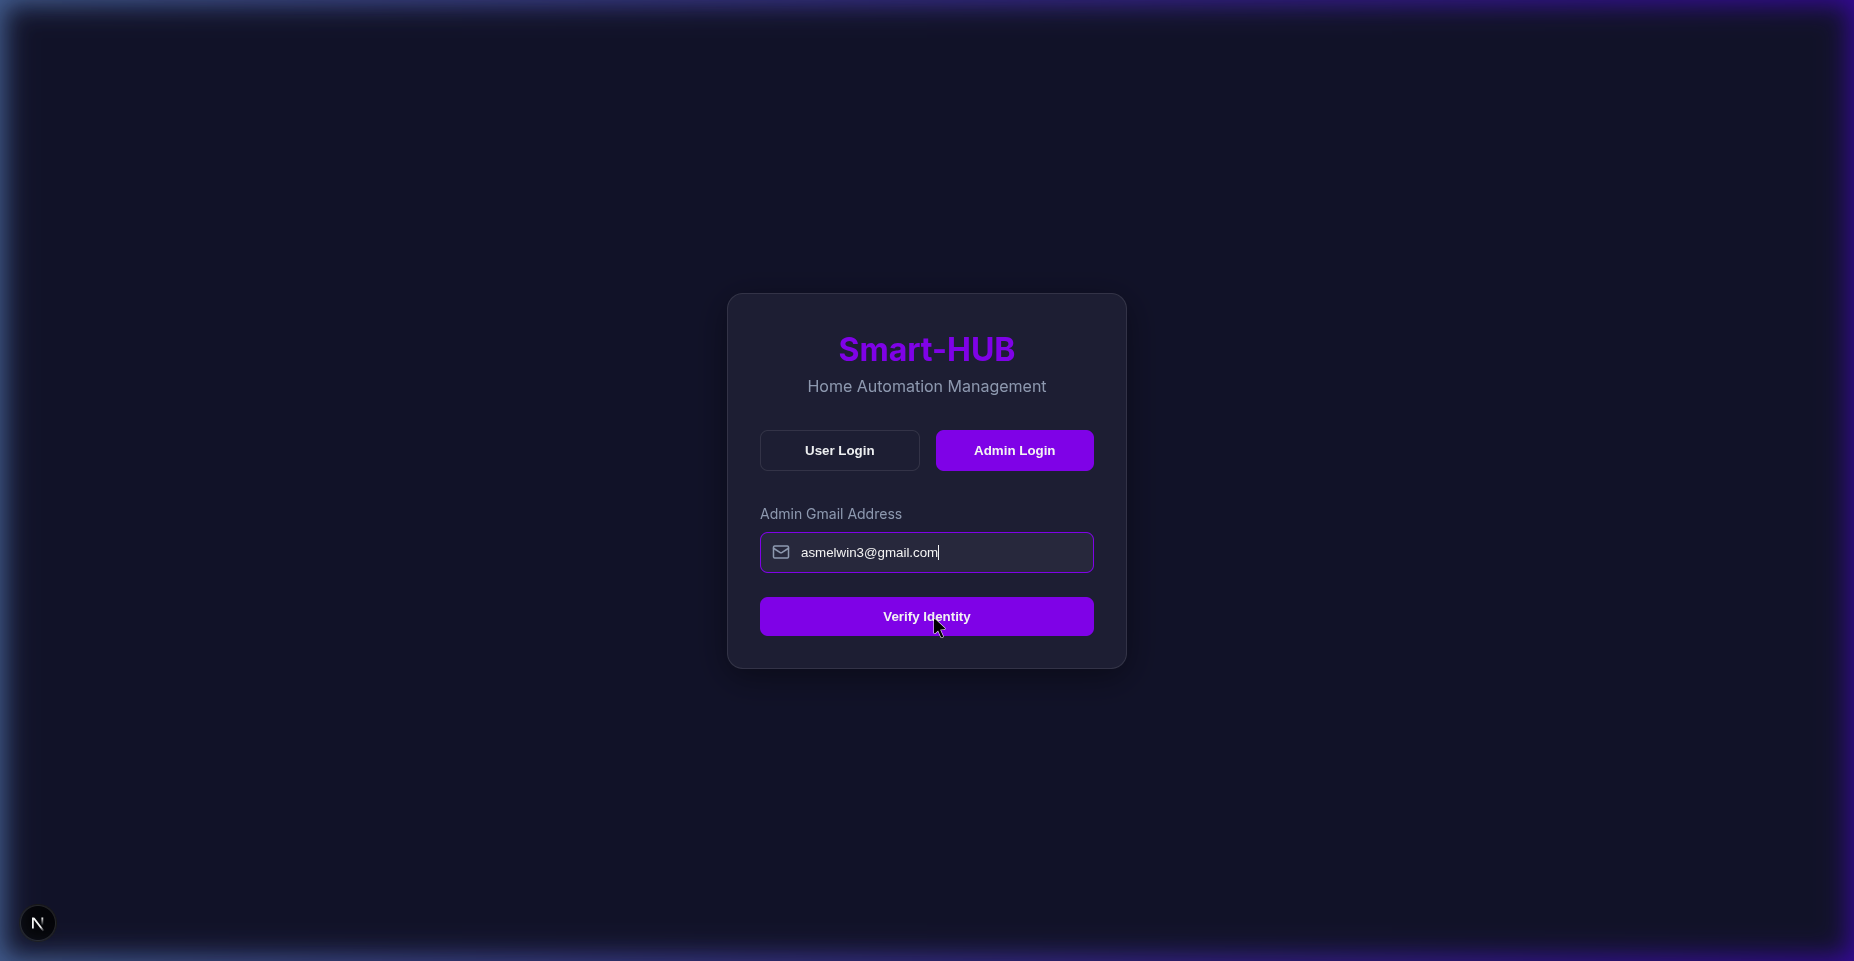 Smart-HUB
Home Automation Management
User Login
Admin Login
Admin Gmail Address
asmelwin3@gmail.com
Verify Identity
N